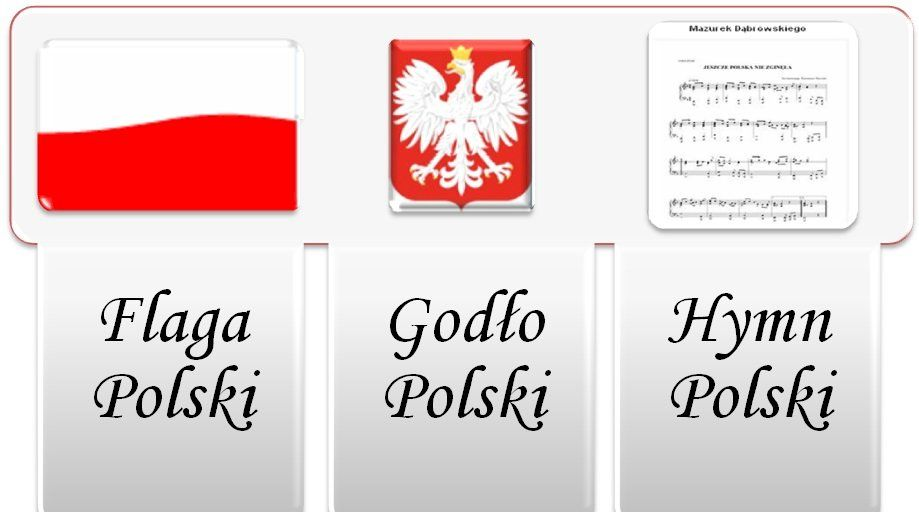 Mazurek Dąbrowskiego
JESZCZE POLSKA NIE ZGINĘŁA
Flaga
Polski
Godło
Polski
Hymn
Polski